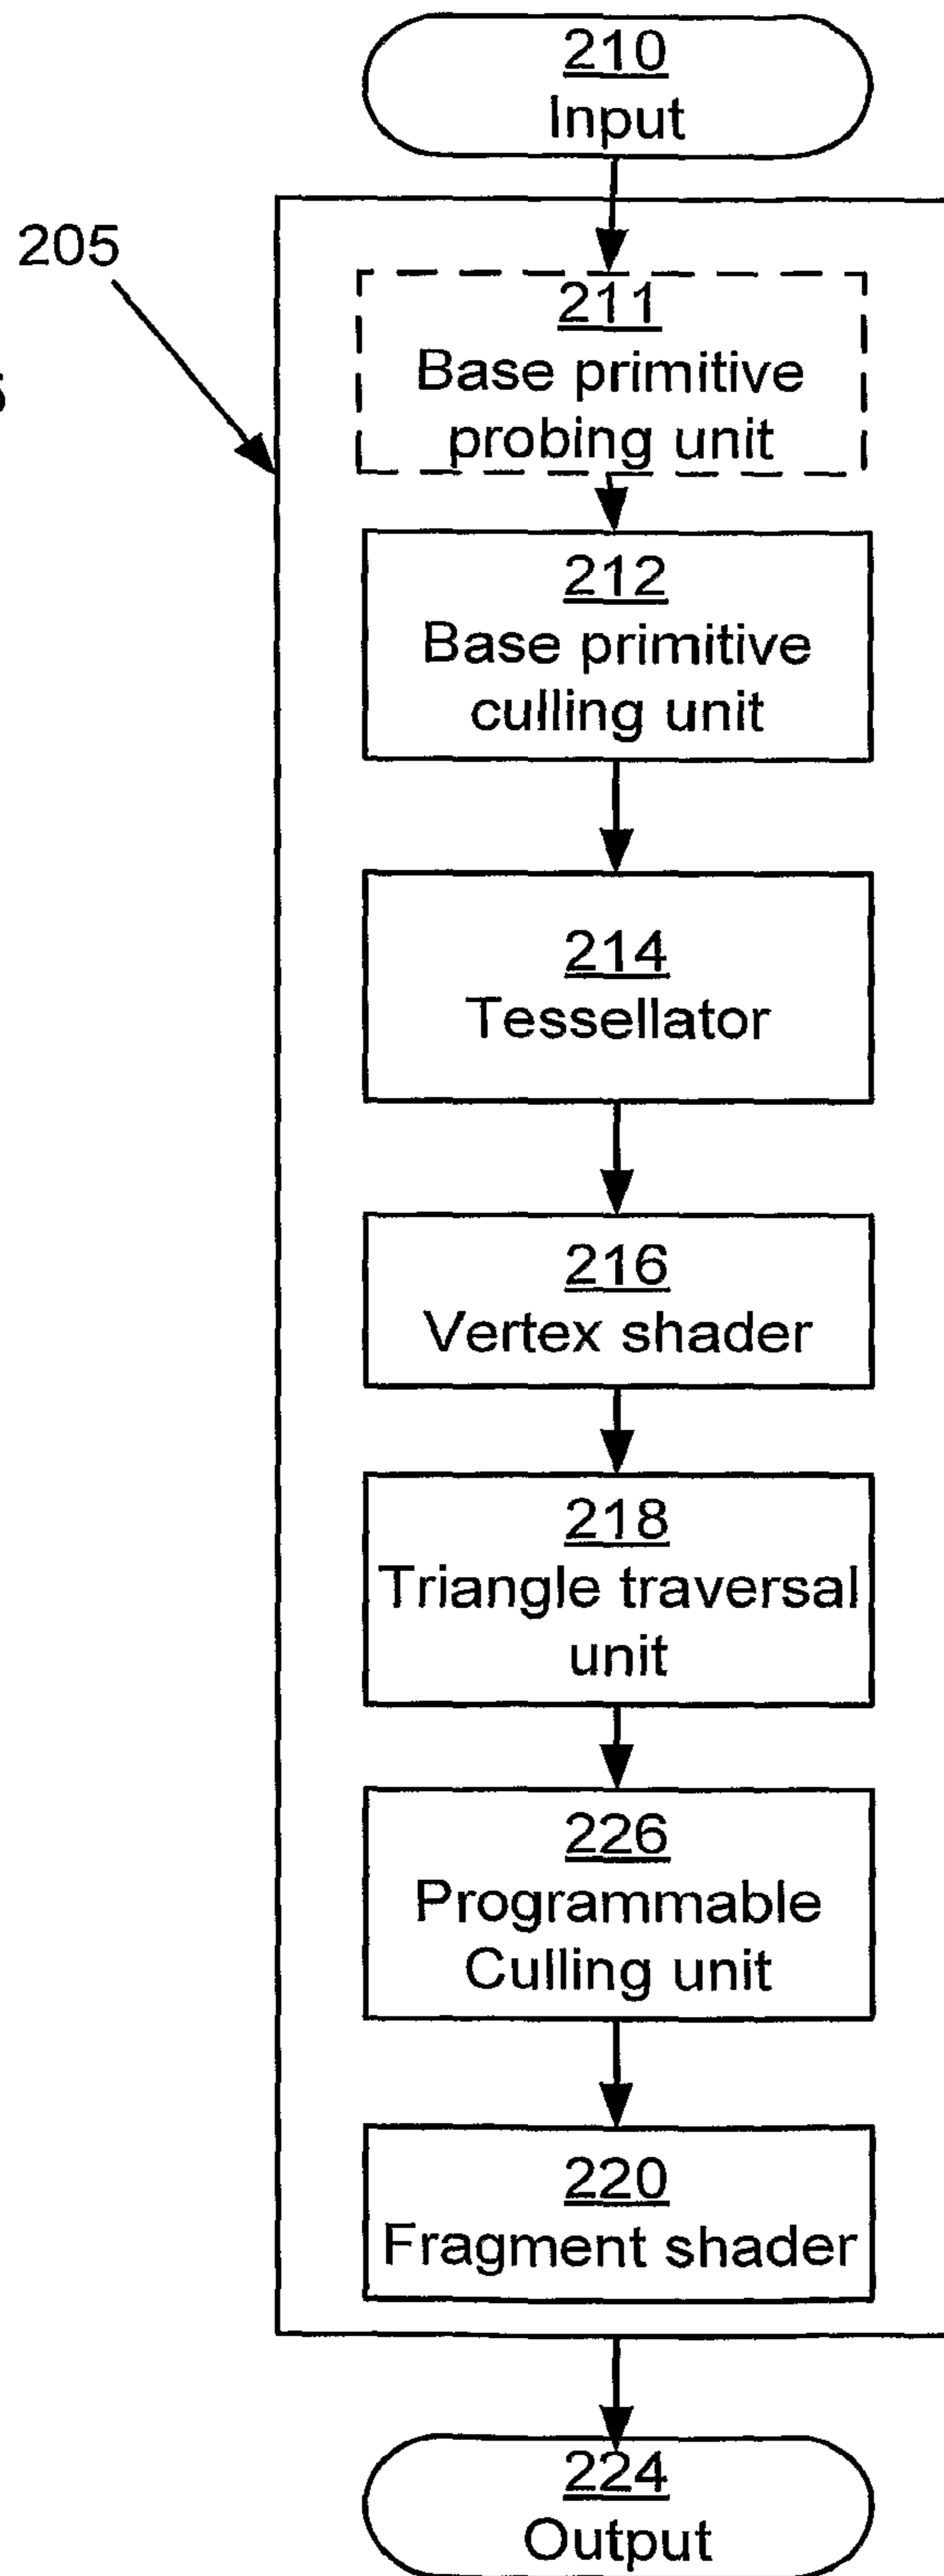 210
Input
205
211
Base primitive
probing unit
212
Base primitive
culling unit
214
Tessellator
216
Vertex shader
218
Triangle traversal
unit
226
Programmable
Culling unit
220
Fragment shader
224
Output